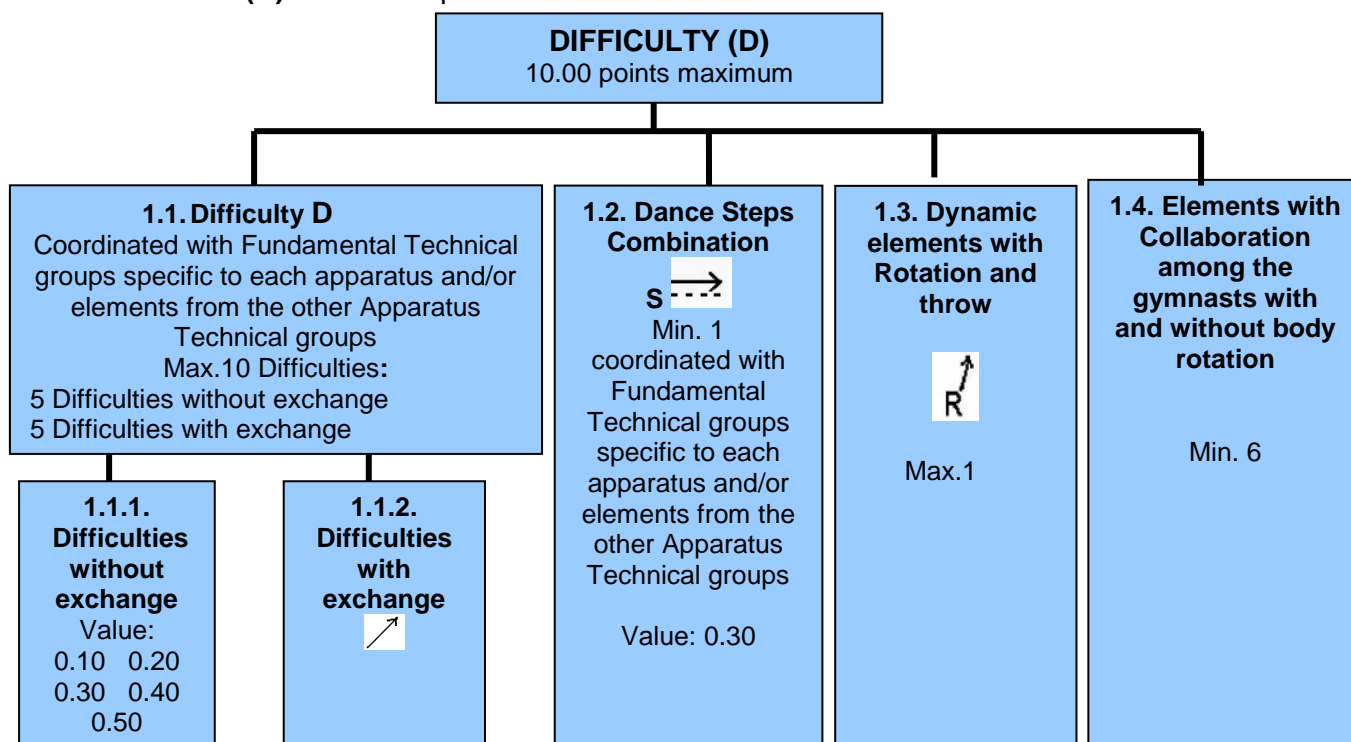 DIFFICULTY (D)
10.00 points maximum
1.1. Difficulty D
Coordinated with Fundamental Technical
groups specific to each apparatus and/or
elements from the other Apparatus
Technical groups
Max.10 Difficulties:
5 Difficulties without exchange
5 Difficulties with exchange
1.1.1.
Difficulties
without
exchange
Value:
0.10 0.20
0.30 0.40
0.50
1.1.2.
Difficulties
with
exchange
1.2. Dance Steps
Combination
S
Min. 1
coordinated with
Fundamental
Technical groups
specific to each
apparatus and/or
elements from the
other Apparatus
Technical groups
Value: 0.30
1.3. Dynamic
elements with
Rotation and
throw
R
Max.1
1.4. Elements with
Collaboration
among the
gymnasts with
and without body
rotation
Min. 6